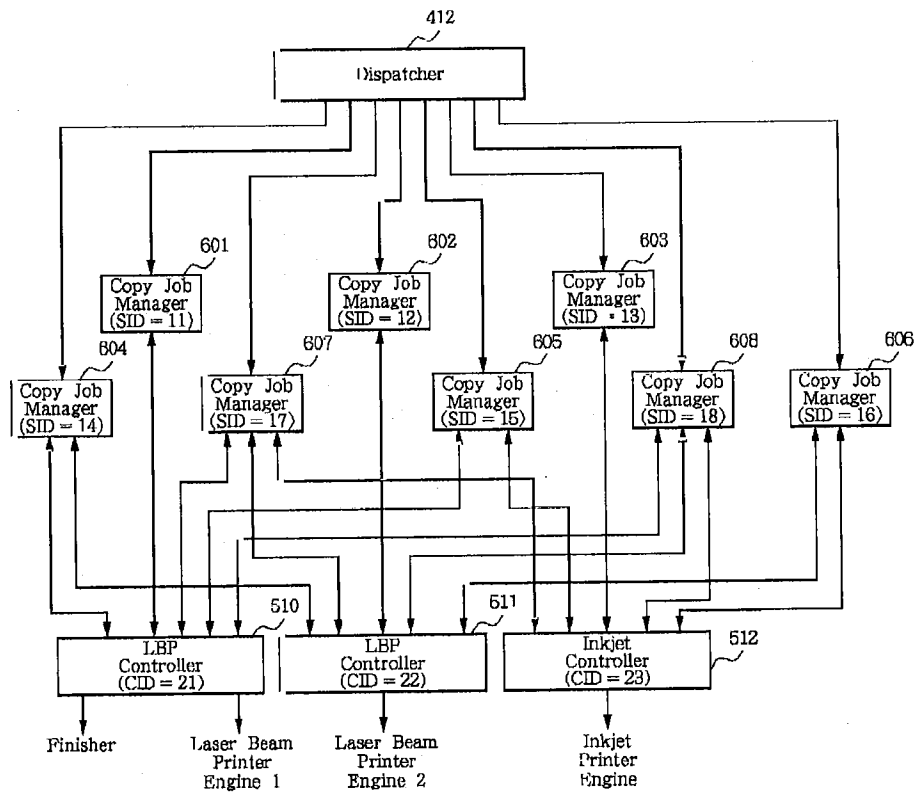 412
Dispatcher
601
Copy Job
Manager
(SID = 11)
602
Copy Job
Manager
(SID = 12)
603
Copy Job
Manager
(SID = 13)
604
Copy Job
Manager
(SID = 14)
607
Copy Job
Manager
(SID = 17)
605
Copy Job
Manager
(SID = 15)
608
Copy Job
Manager
(SID = 18)
606
Copy Job
Manager
(SID = 16)
510
LBP
Controller
(CID = 21)
511
LBP
Controller
(CID = 22)
512
Inkjet
Controller
(CID = 23)
Finisher
Laser Beam
Printer
Engine 1
Laser Beam
Printer
Engine 2
Inkjet
Printer
Engine